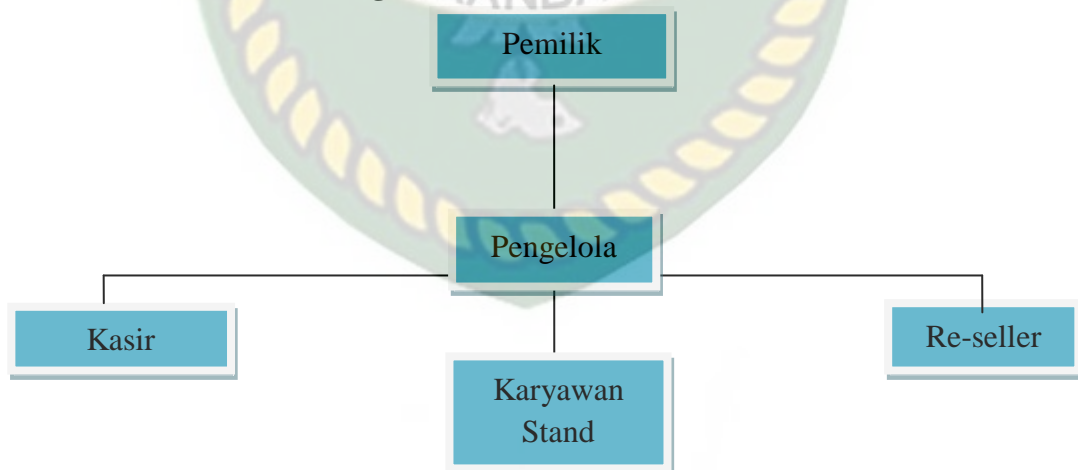 Pemilik
Pengelola
Kasir
Re-seller
Karyawan
Stand